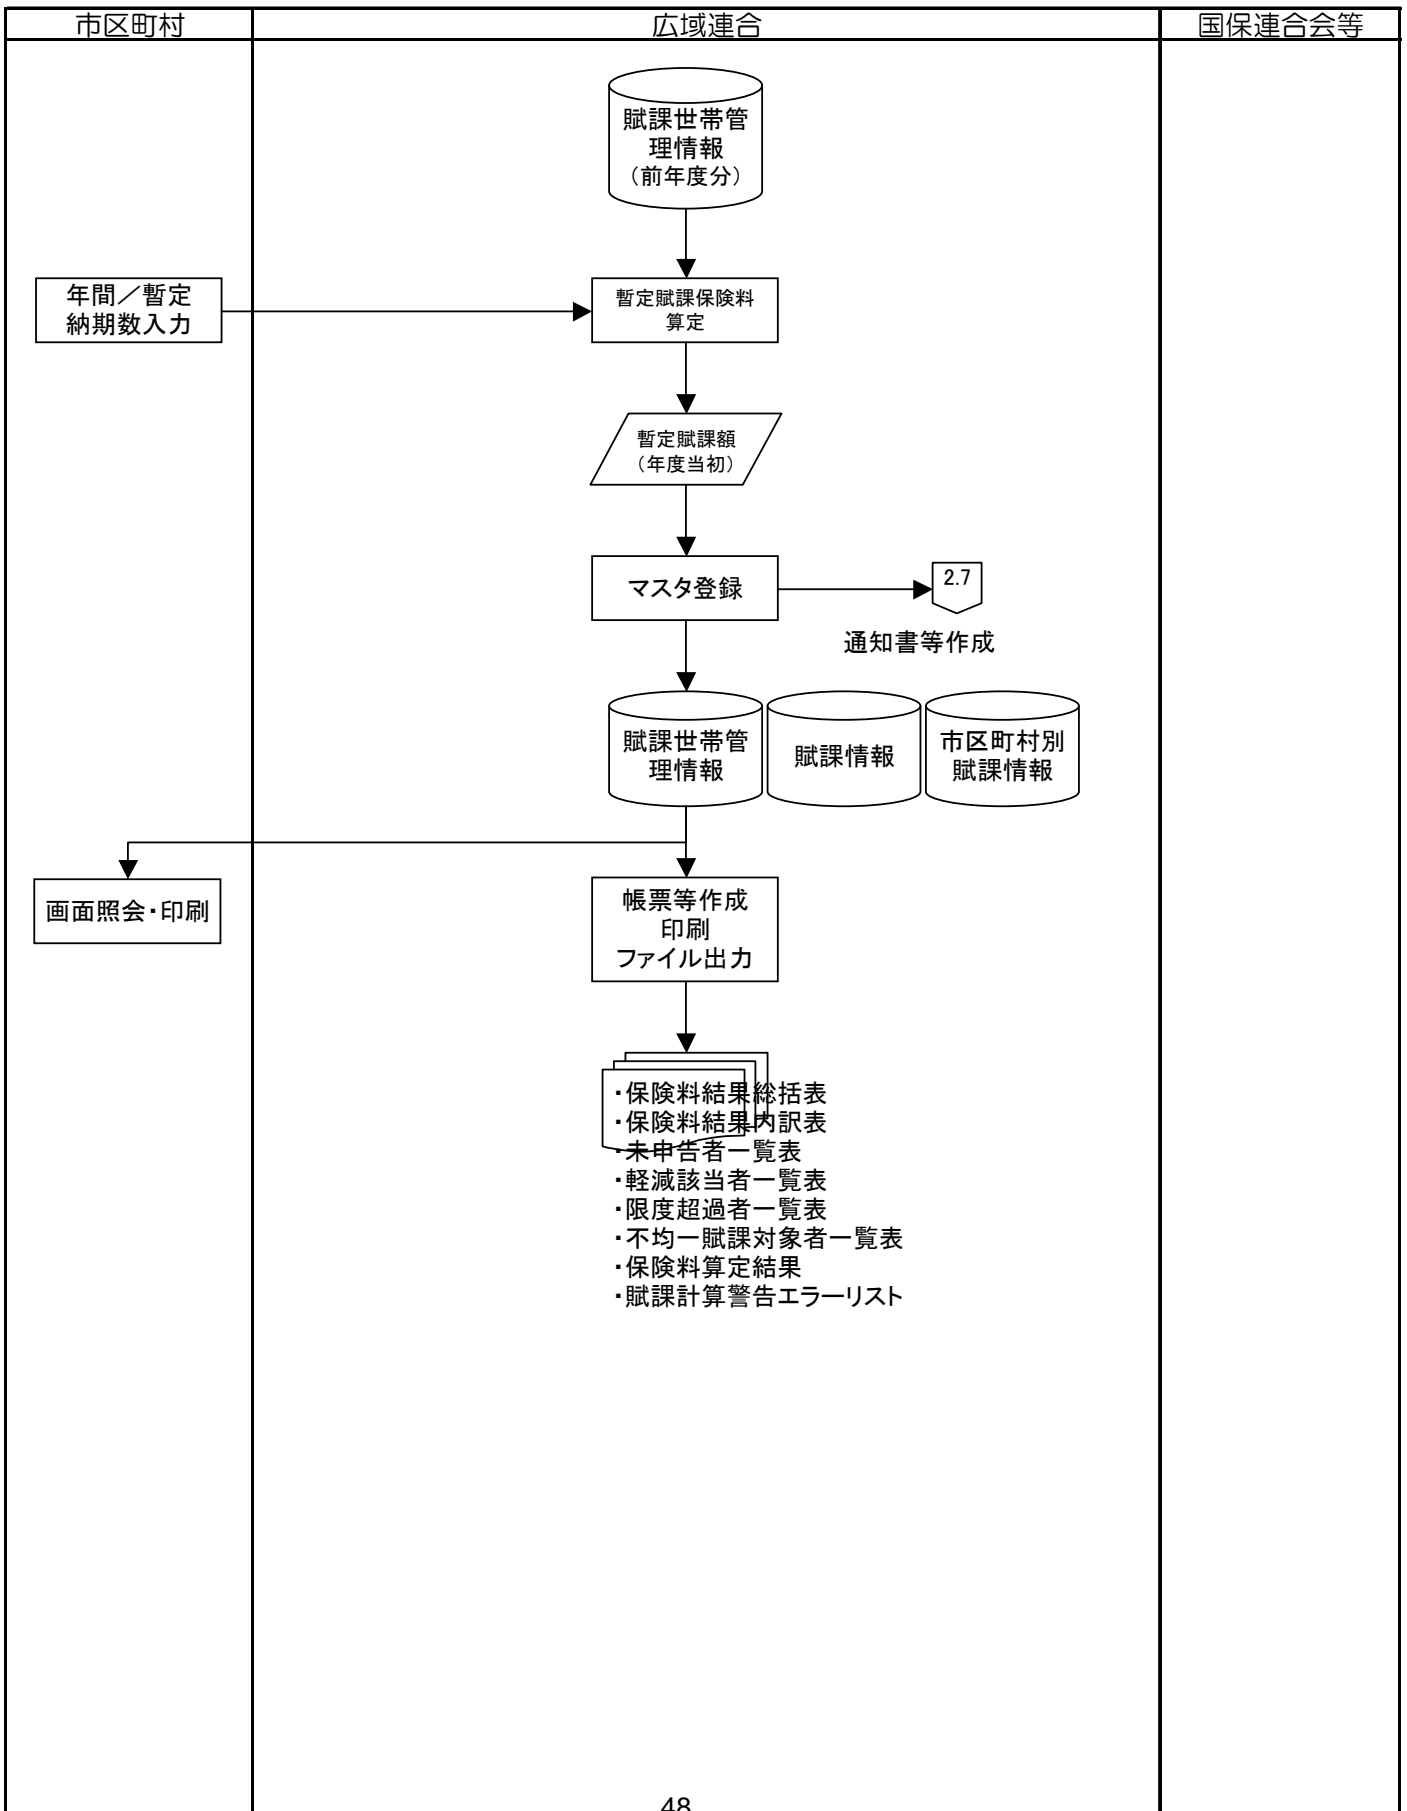 市区町村
広域連合
国保連合会等
賦課世帯管
理情報
（前年度分）
年間／暫定
納期数入力
暫定賦課保険料
算定
暫定賦課額
（年度当初）
マスタ登録
2.7
通知書等作成
賦課世帯管
理情報
賦課情報
市区町村別
賦課情報
画面照会・印刷
帳票等作成
印刷
ファイル出力
・保険料結果総括表
・保険料結果内訳表
・未申告者一覧表
・軽減該当者一覧表
・限度超過者一覧表
・不均一賦課対象者一覧表
・保険料算定結果
・賦課計算警告エラーリスト
48